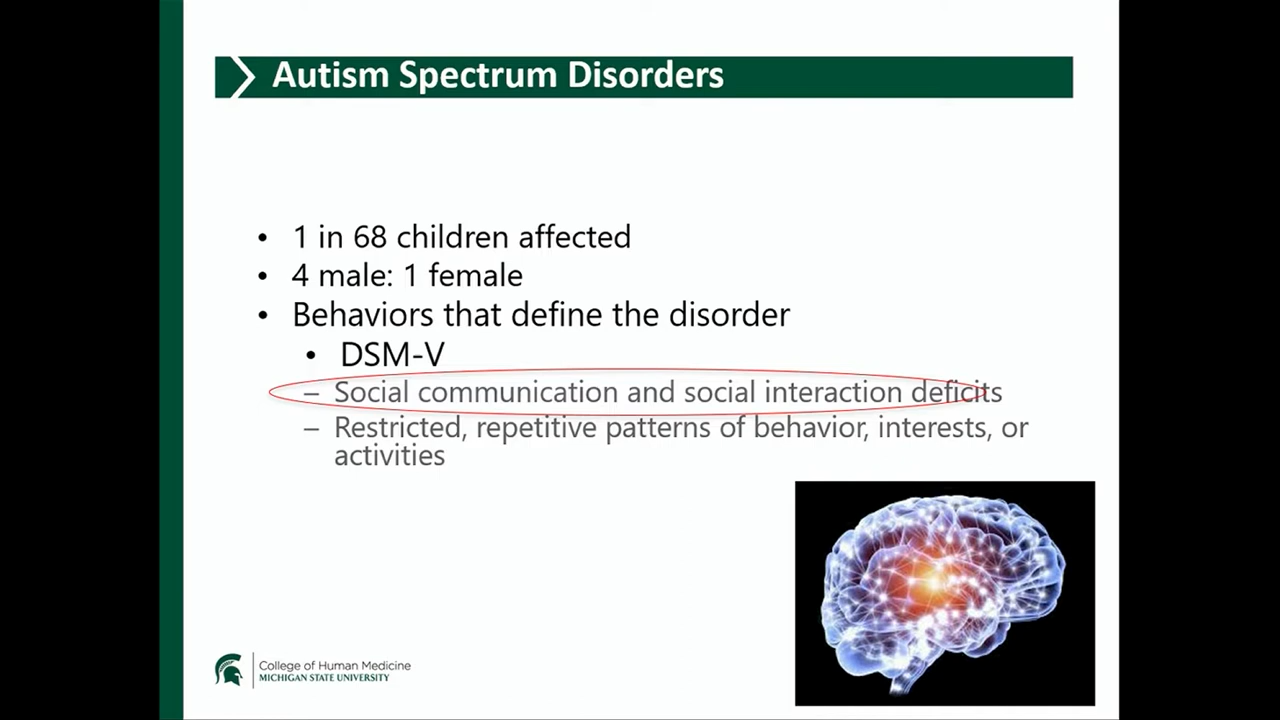 Autism Spectrum Disorders
• 1 in 68 children affected
• 4 male: 1 female
• Behaviors that define the disorder
• DSM-V
– Social communication and social interaction deficits
– Restricted, repetitive patterns of behavior, interests, or
activities
College of Human Medicine
MICHIGAN STATE UNIVERSITY